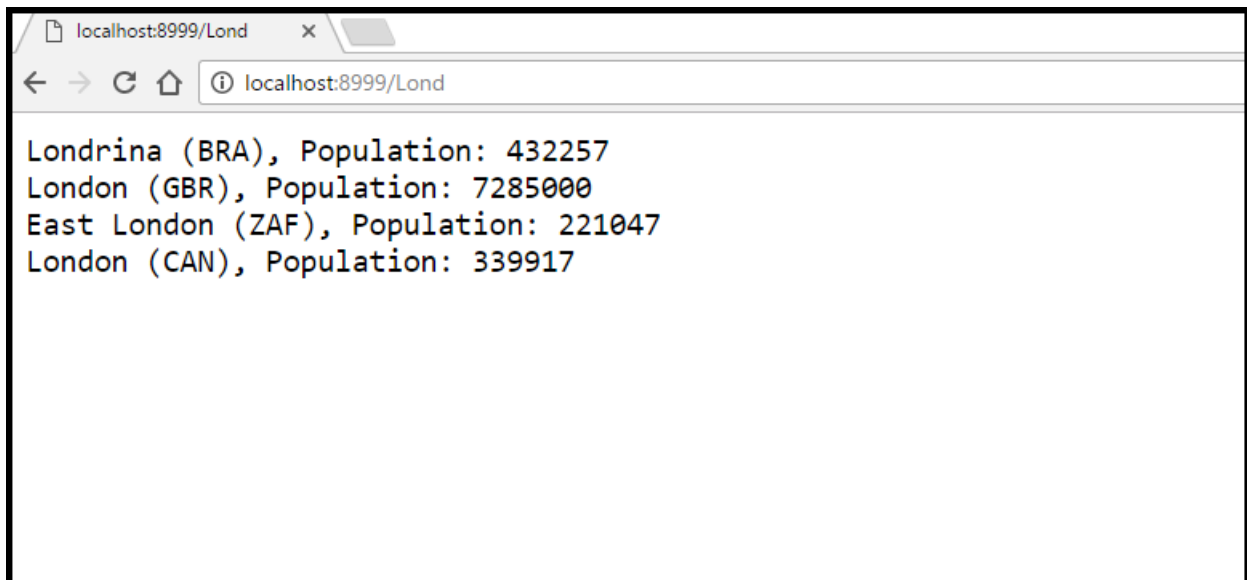 localhost:8999/Lond
localhost:8999/Lond
Londrina (BRA), Population: 432257
London (GBR), Population: 7285000
East London (ZAF), Population: 221047
London (CAN), Population: 339917